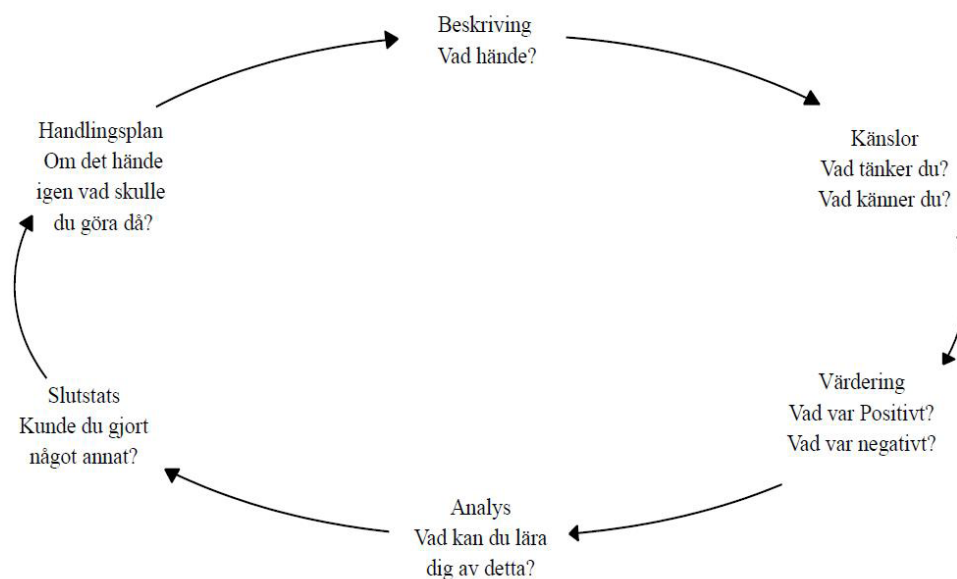 Beskriving
Vad hände?
Känslor
Vad tänker du?
Vad känner du?
Värdering
Vad var Positivt?
Vad var negativt?
Analys
Vad kan du lära
dig av detta?
Slutstats
Kunde du gjort
något annat?
Handlingsplan
Om det hände
igen vad skulle
du göra då?